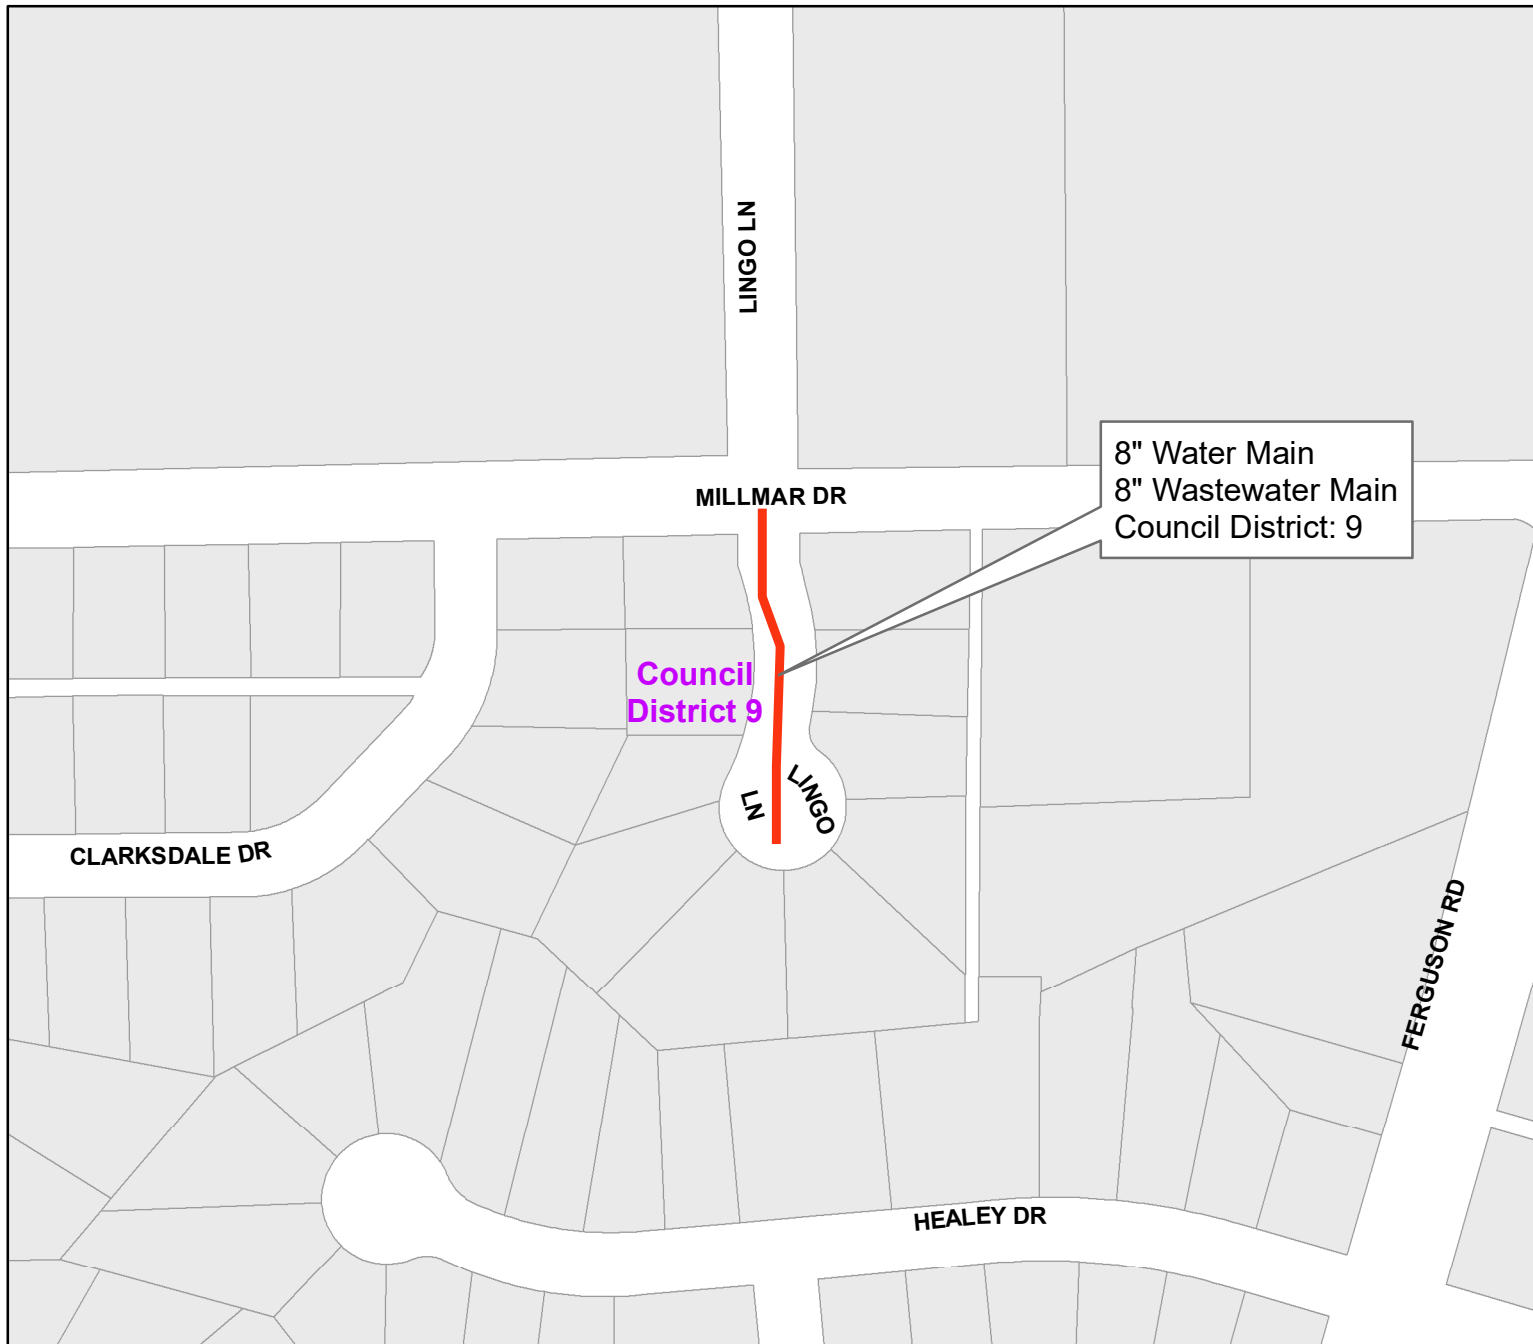 LINGO LN
8" Water Main
8" Wastewater Main
Council District: 9
MILLMAR DR
Council
District 9
LINGO
LN
CLARKSDALE DR
FERGUSON RD
HEALEY DR